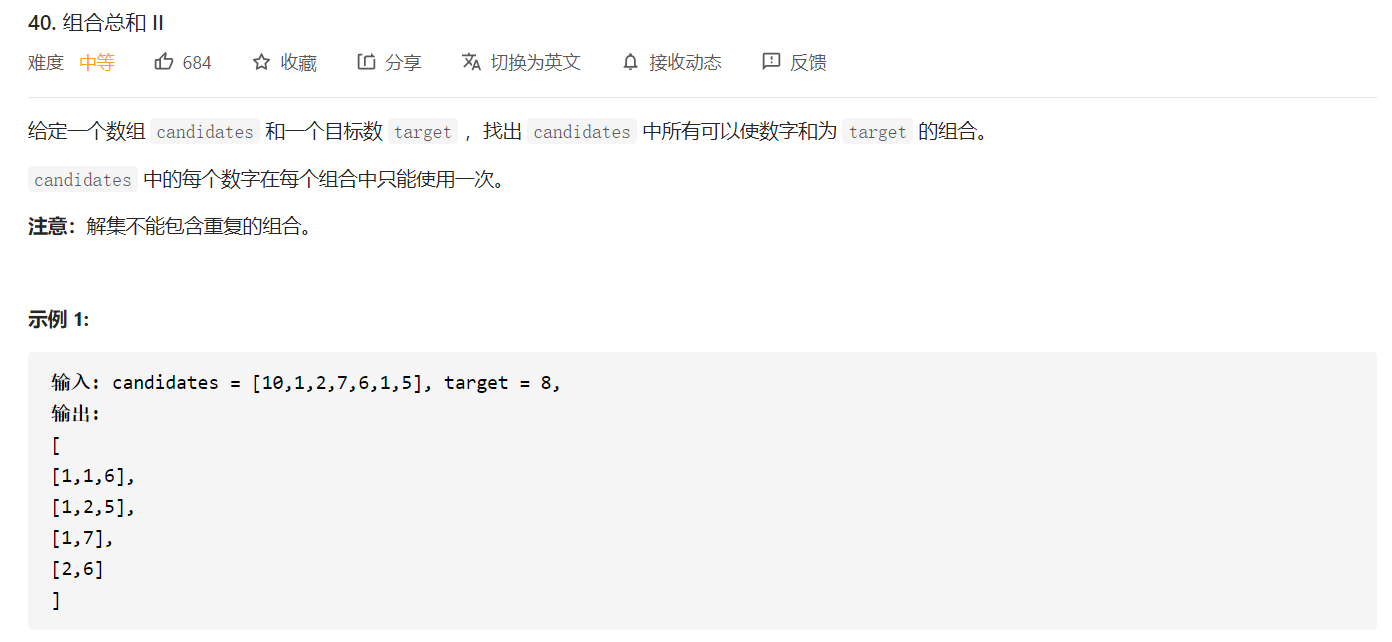 40. 组合总和 II
难度 中等 684 收藏 分享 切换为英文 接收动态 反馈
给定一个数组 candidates 和一个目标数 target ，找出 candidates 中所有可以使数字和为 target 的组合。
candidates 中的每个数字在每个组合中只能使用一次。
注意：解集不能包含重复的组合。
示例 1:
输入: candidates = [10,1,2,7,6,1,5], target = 8,
输出:
[
[1,1,6],
[1,2,5],
[1,7],
[2,6]
]